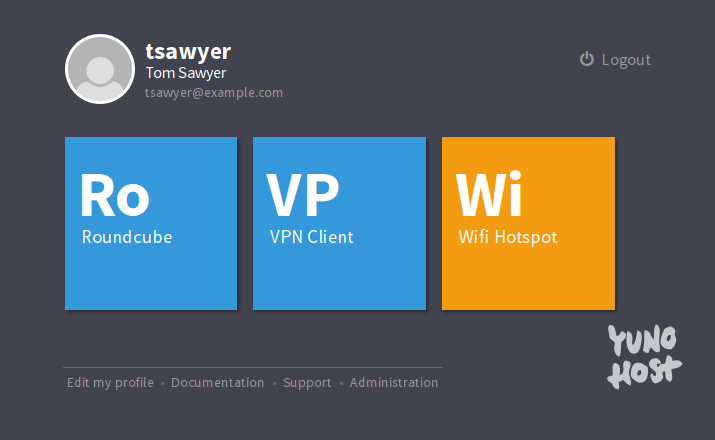 tsawyer
Tom Sawyer
tsawyer@example.com
Logout
Ro
Roundcube
VP
VPN Client
Wi
Wifi Hotspot
YUNO
HOST
Edit my profile • Documentation • Support • Administration